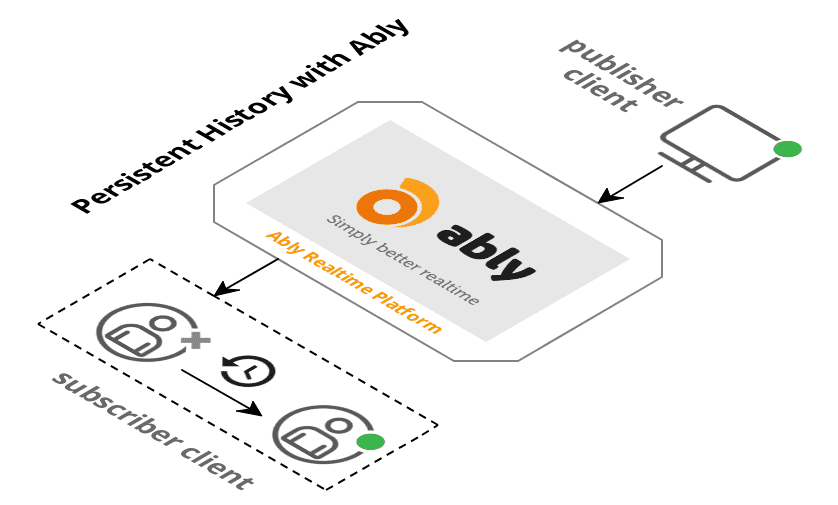 Persistent History with Ably
publisher
client
ably
Simply better realtime
Ably Realtime Platform
subscriber client